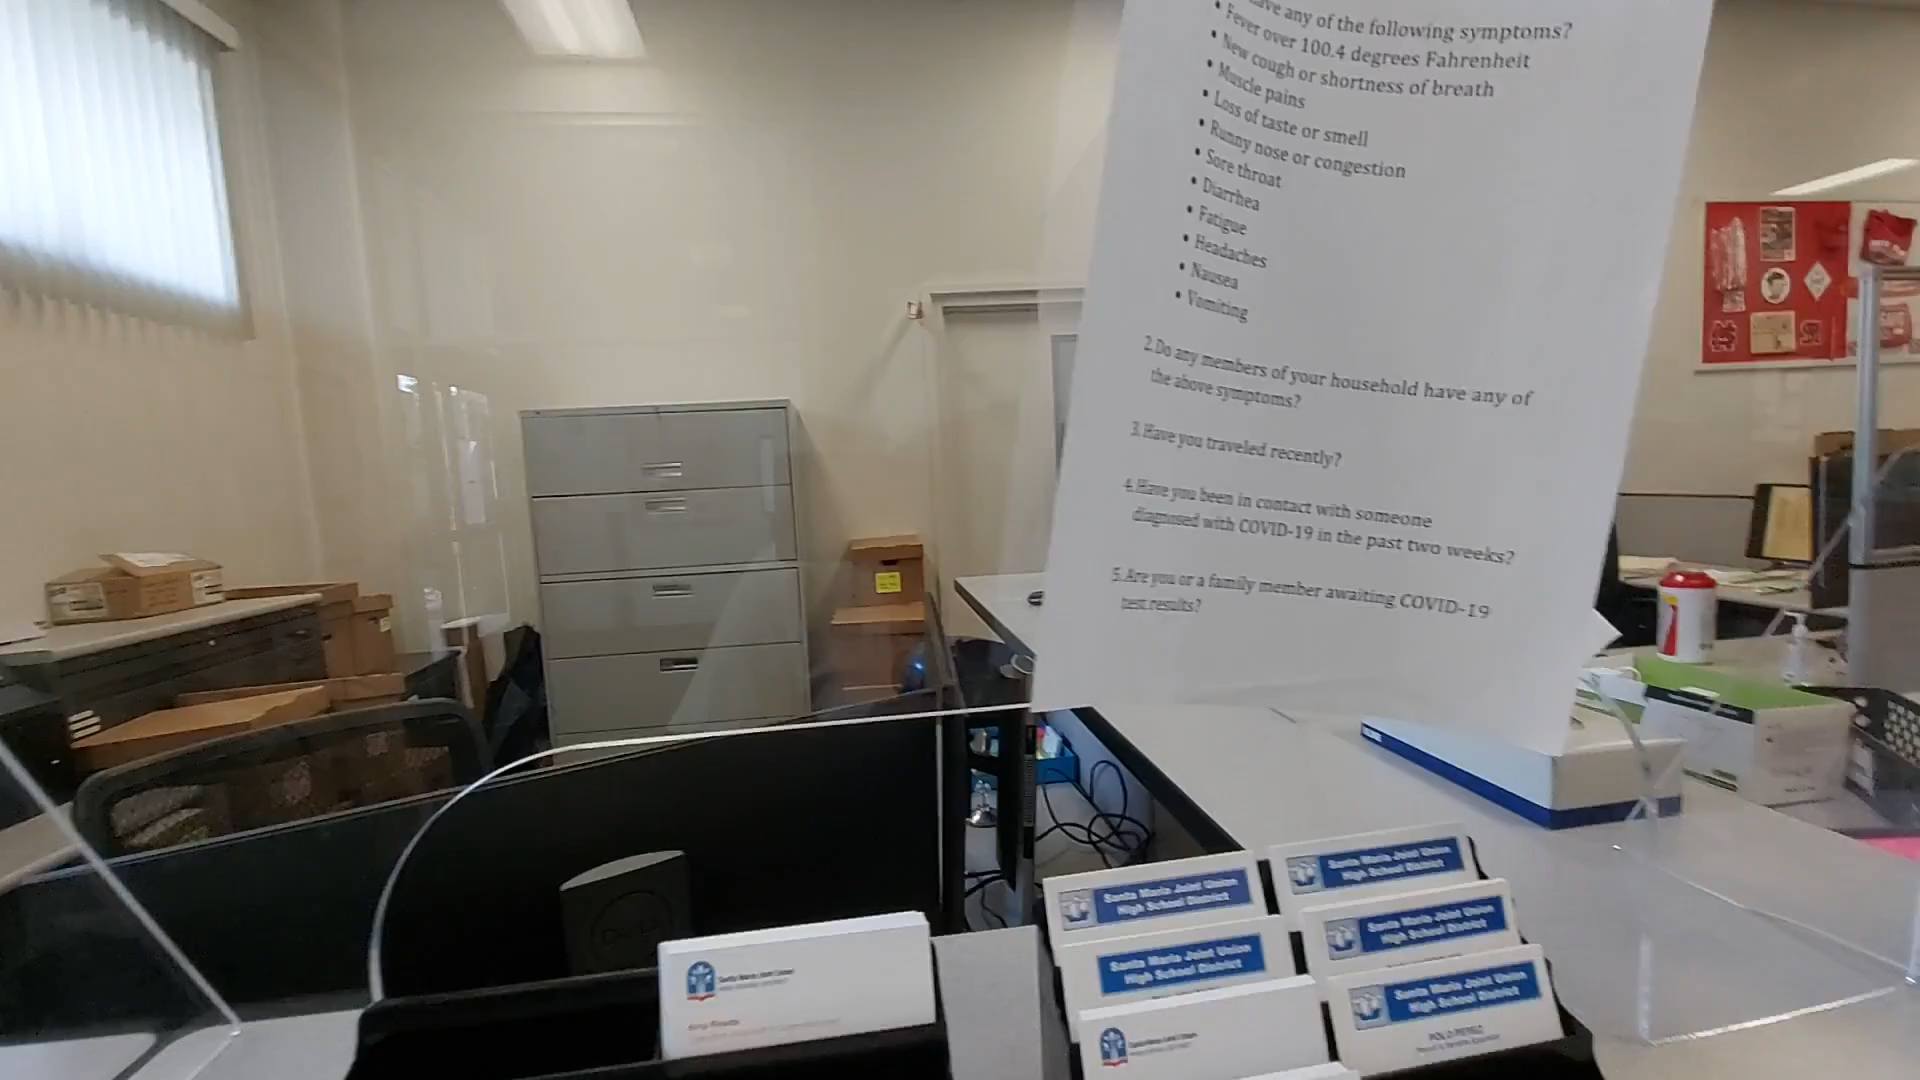 any of the following symptoms?
• Fever over 100.4 degrees Fahrenheit
• New cough or shortness of breath
• Muscle pains
• Loss of taste or smell
• Runny nose or congestion
• Sore throat
• Diarrhea
• Fatigue
• Headaches
• Nausea
• Vomiting
2.Do any members of your household have any of
the above symptoms?
3.Have you traveled recently?
4.Have you been in contact with someone
diagnosed with COVID-19 in the past two weeks?
5.Are you or a family member awaiting COVID-19
test results?
DELL
Santa Maria Joint Union
High School District
Santa Maria Joint Union
High School District
Santa Maria Joint Union
High School District
Santa Maria Joint Union
High School District
Santa Maria Joint Union
High School District
Santa Maria Joint Union